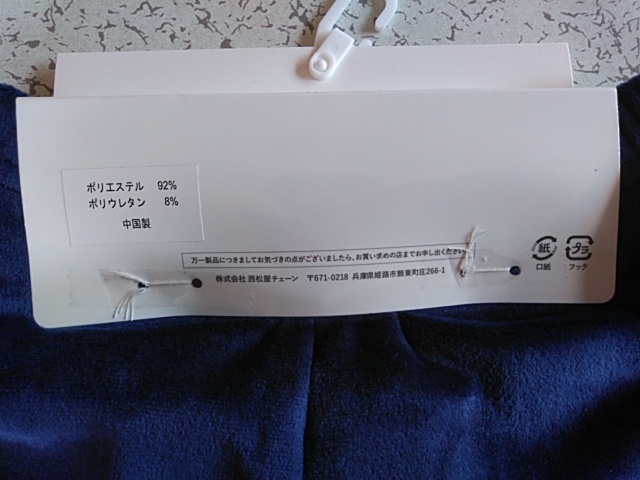 ポリエステル 92%
ポリウレタン 8%
中国製
万一製品につきましてお気づきの点がございましたら、お買い求めの店までお申し出ください。
株式会社 西松屋チェーン 〒671-0218 兵庫県姫路市飾東町庄266-1
紙
口紙
プラ
フック